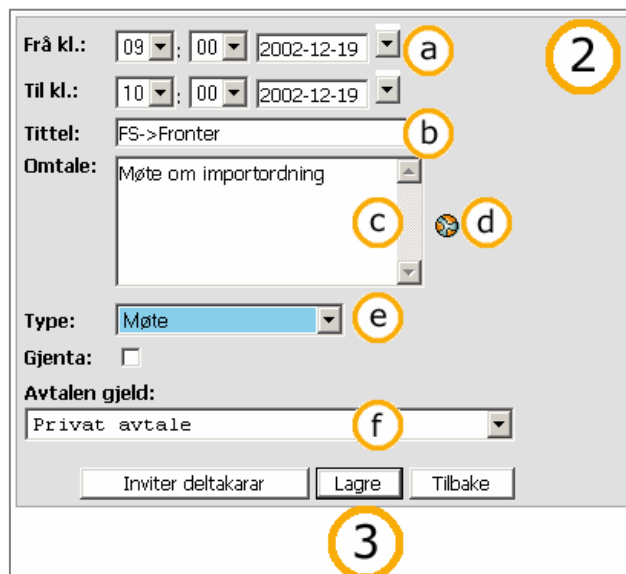 Frå kl.: 09 : 00 2002-12-19 a 2
Til kl.: 10 : 00 2002-12-19
Tittel: FS->Fronter b
Omtale: Møte om importordning
c d
Type: Møte e
Gjenta:
Avtalen gjeld:
Privat avtale f
Inviter deltakarar Lagre Tilbake
3